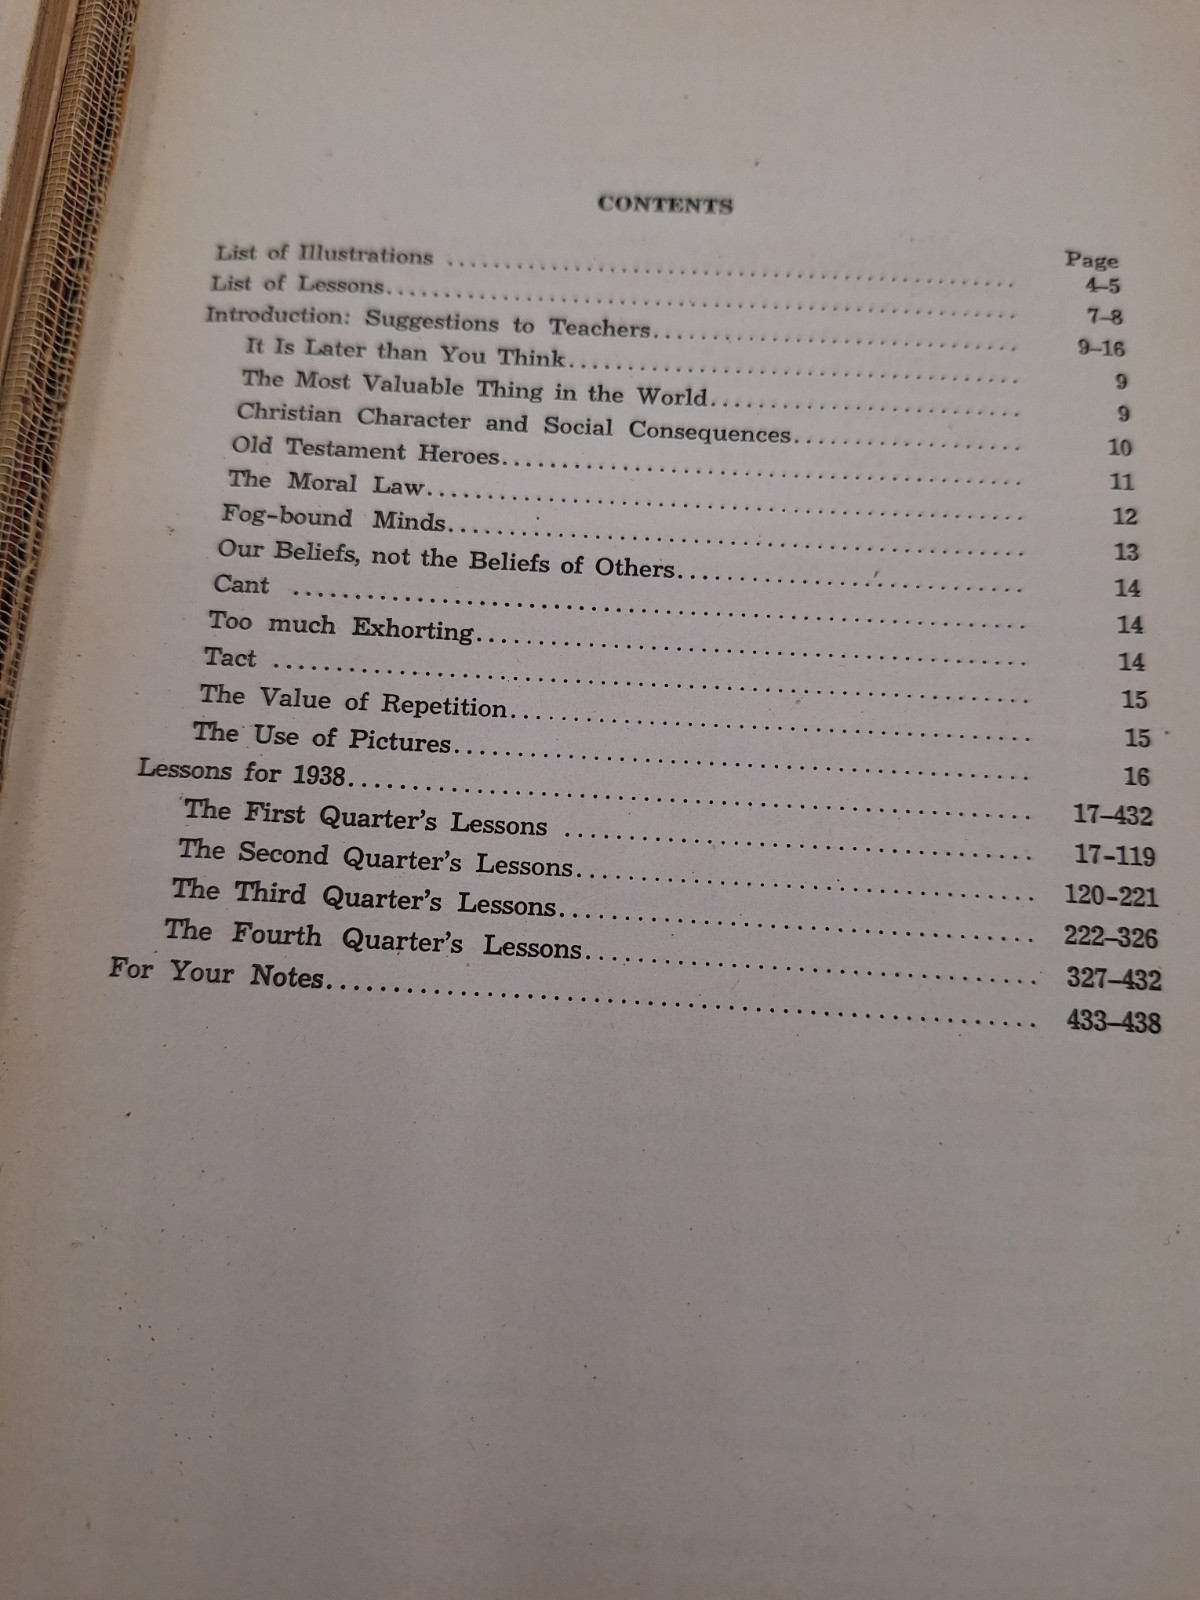 CONTENTS
Page
List of Illustrations ........ 4–5
List of Lessons........ 7–8
Introduction: Suggestions to Teachers........ 9–16
It Is Later than You Think........ 9
The Most Valuable Thing in the World........ 9
Christian Character and Social Consequences........ 10
Old Testament Heroes........ 11
The Moral Law........ 12
Fog-bound Minds........ 13
Our Beliefs, not the Beliefs of Others........ 14
Cant ........ 14
Too much Exhorting........ 14
Tact ........ 15
The Value of Repetition........ 15
The Use of Pictures........ 16
Lessons for 1938........ 17–432
The First Quarter's Lessons ........ 17-119
The Second Quarter's Lessons........ 120-221
The Third Quarter's Lessons........ 222–326
The Fourth Quarter's Lessons........ 327–432
For Your Notes........ 433–438